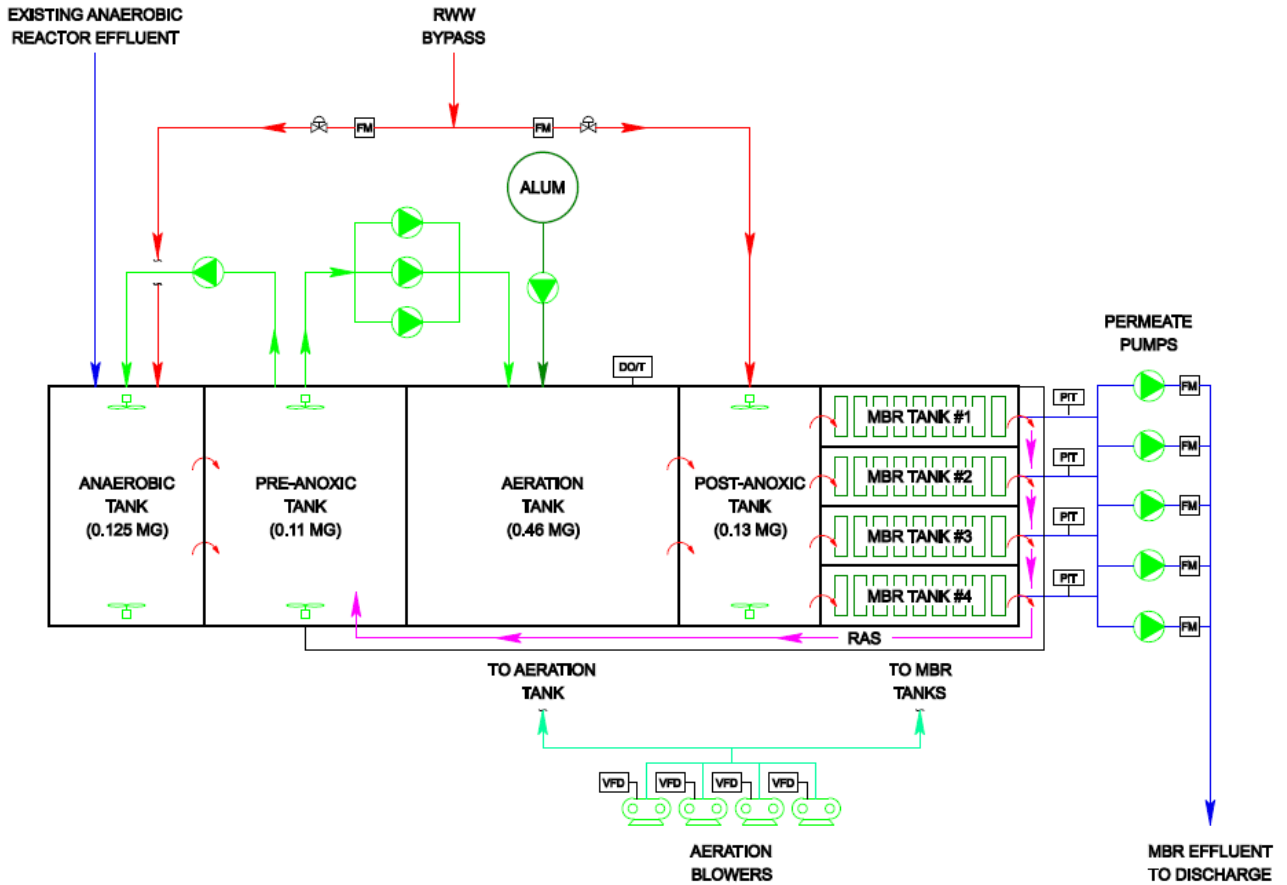 EXISTING ANAEROBIC
REACTOR EFFLUENT
RWW
BYPASS
FM
FM
ALUM
PERMEATE
PUMPS
DO/T
PIT
FM
MBR TANK #1
FM
PIT
MBR TANK #2
ANAEROBIC
TANK
(0.125 MG)
PRE-ANOXIC
TANK
(0.11 MG)
AERATION
TANK
(0.46 MG)
POST-ANOXIC
TANK
(0.13 MG)
FM
PIT
MBR TANK #3
FM
PIT
MBR TANK #4
FM
RAS
TO AERATION
TANK
TO MBR
TANKS
VFD
VFD
VFD
VFD
AERATION
BLOWERS
MBR EFFLUENT
TO DISCHARGE